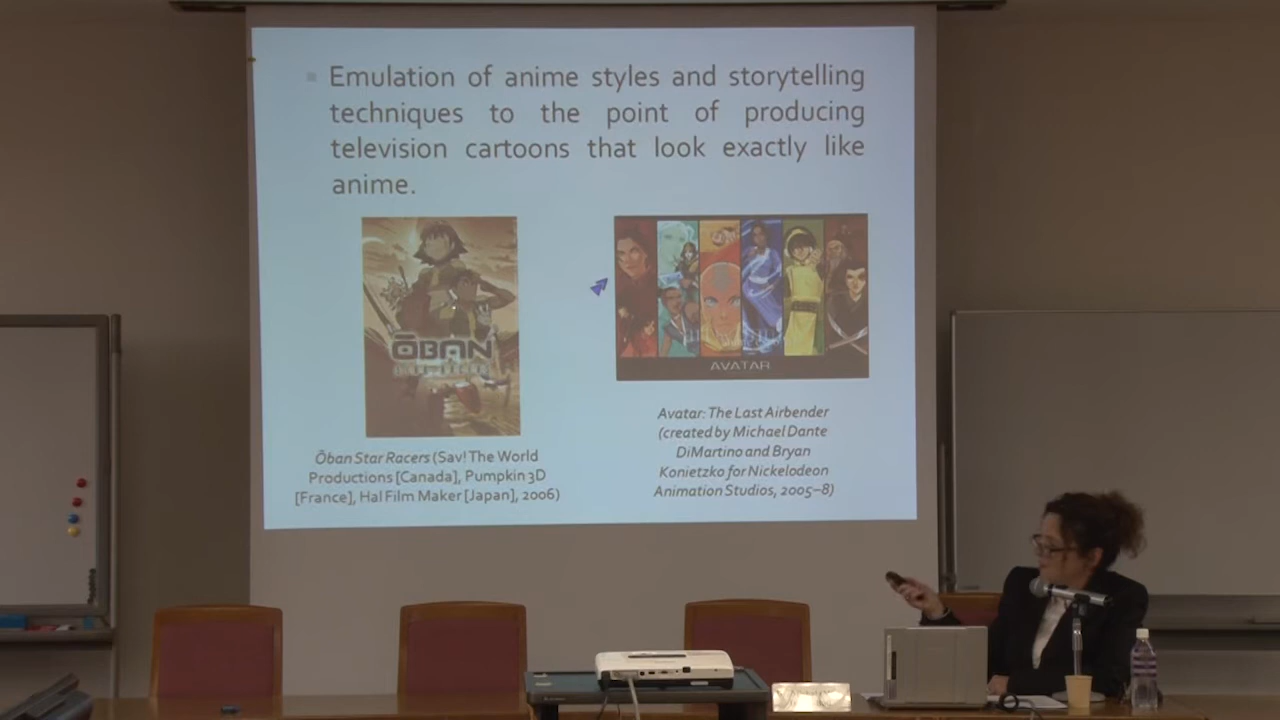 Emulation of anime styles and storytelling
techniques to the point of producing
television cartoons that look exactly like
anime.
ŌBAN
AVATAR
Ōban Star Racers (Sav! The World
Productions [Canada], Pumpkin 3D
[France], Hal Film Maker [Japan], 2006)
Avatar: The Last Airbender
(created by Michael Dante
DiMartino and Bryan
Konietzko for Nickelodeon
Animation Studios, 2005–8)